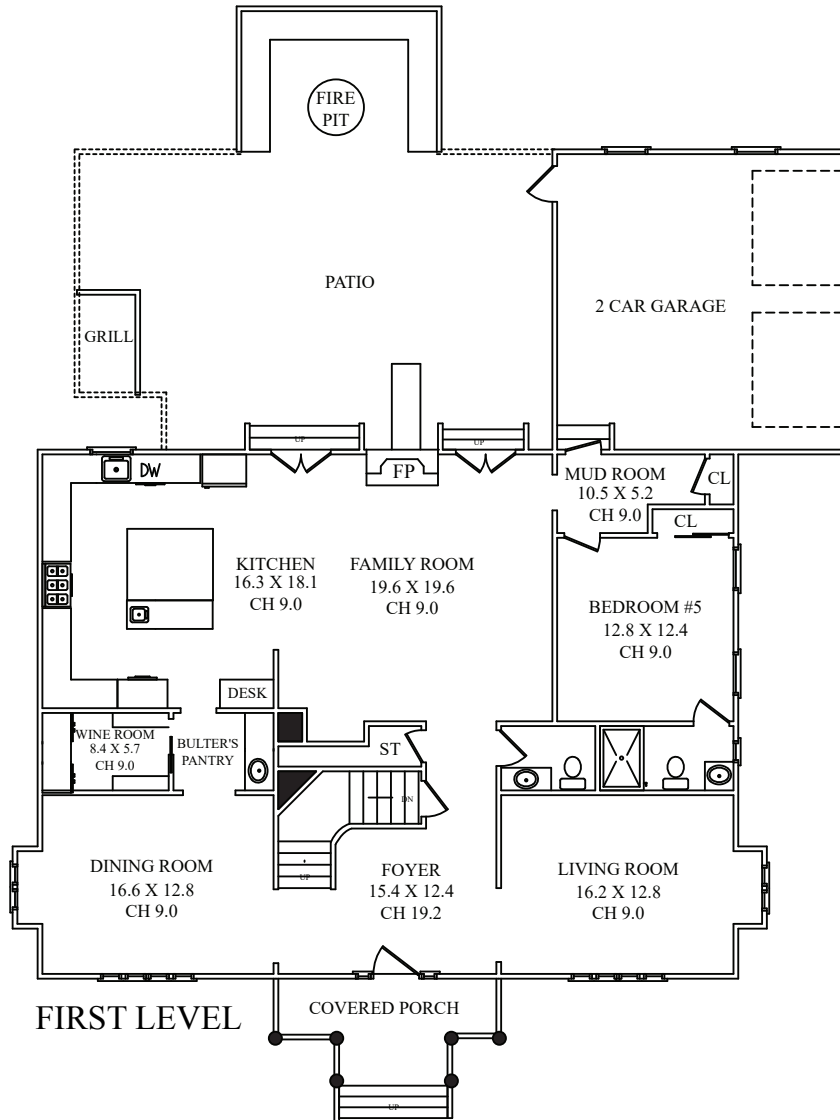 FIRE
PIT
PATIO
GRILL
2 CAR GARAGE
UP
UP
DW
FP
MUD ROOM
10.5 X 5.2
CH 9.0
CL
CL
KITCHEN
16.3 X 18.1
CH 9.0
FAMILY ROOM
19.6 X 19.6
CH 9.0
BEDROOM #5
12.8 X 12.4
CH 9.0
DESK
WINE ROOM
8.4 X 5.7
CH 9.0
BULTER'S
PANTRY
ST
DN
UP
DINING ROOM
16.6 X 12.8
CH 9.0
FOYER
15.4 X 12.4
CH 19.2
LIVING ROOM
16.2 X 12.8
CH 9.0
COVERED PORCH
FIRST LEVEL
UP